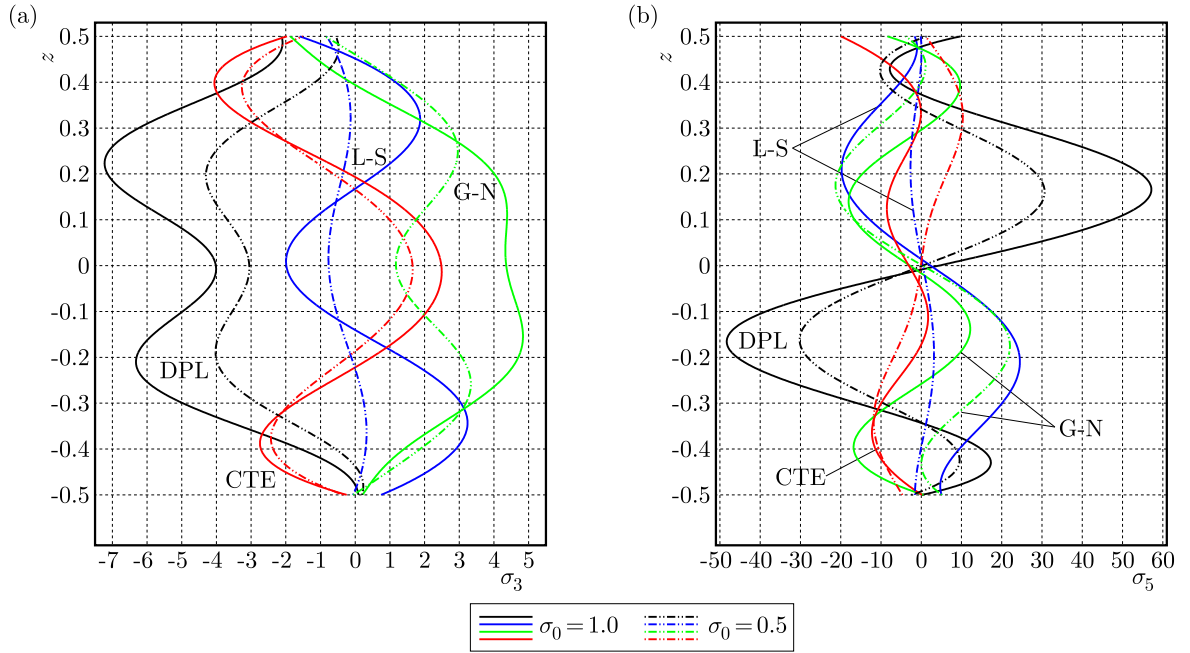 (a)
z
0.5
0.4
0.3
0.2
0.1
0
-0.1
-0.2
-0.3
-0.4
-0.5
L-S
G-N
DPL
CTE
-7 -6 -5 -4 -3 -2 -1 0 1 2 3 4 5
σ3
(b)
z
0.5
0.4
0.3
0.2
0.1
0
-0.1
-0.2
-0.3
-0.4
-0.5
L-S
DPL
G-N
CTE
-50 -40 -30 -20 -10 0 10 20 30 40 50 60
σ5
σ0 = 1.0 σ0 = 0.5